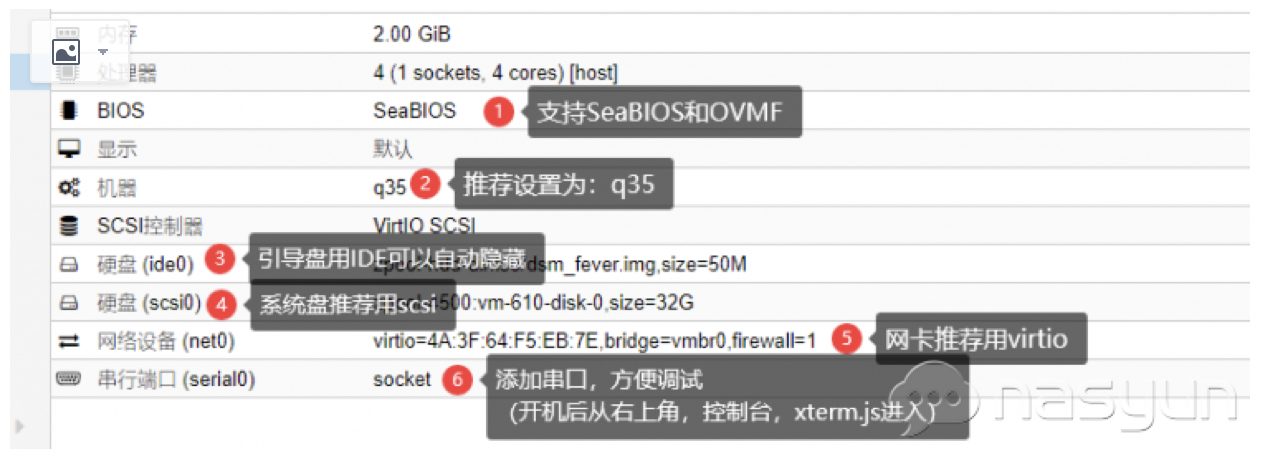 内存 2.00 GiB
处理器 4 (1 sockets, 4 cores) [host]
BIOS SeaBIOS 1 支持SeaBIOS和OVMF
显示 默认
机器 q35 2 推荐设置为：q35
SCSI控制器 VirtIO SCSI
硬盘 (ide0) 3 引导盘用IDE可以自动隐藏 dsm_fever.img,size=50M
硬盘 (scsi0) 4 系统盘推荐用scsi 500:vm-610-disk-0,size=32G
网络设备 (net0) virtio=4A:3F:64:F5:EB:7E,bridge=vmbr0,firewall=1 5 网卡推荐用virtio
串行端口 (serial0) socket 6 添加串口，方便调试
(开机后从右上角，控制台，xterm.js进入)
nasyun